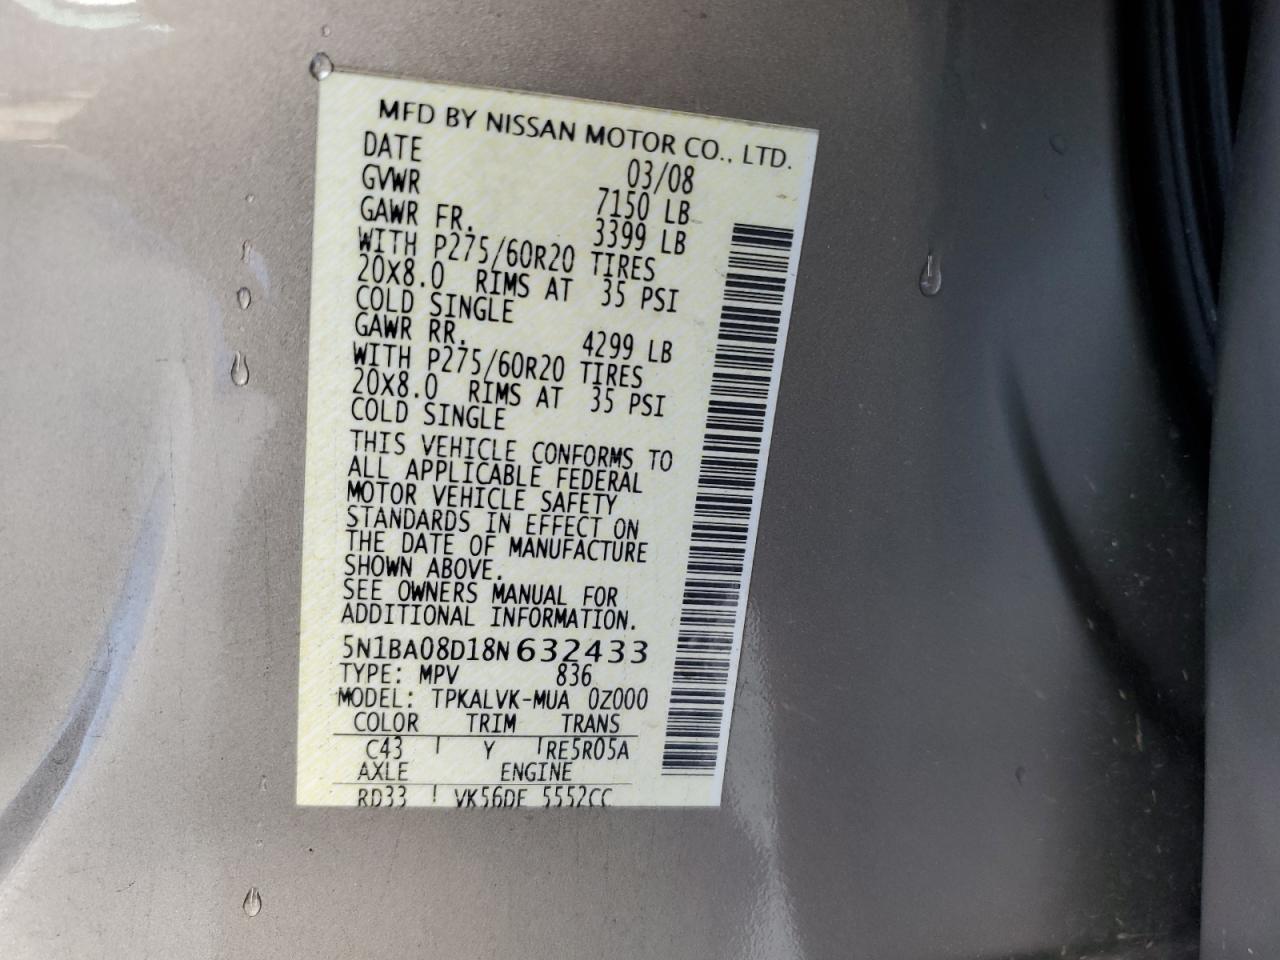 MFD BY NISSAN MOTOR CO., LTD.
DATE 03/08
GVWR 7150 LB
GAWR FR. 3399 LB
WITH P275/60R20 TIRES
20X8.0 RIMS AT 35 PSI
COLD SINGLE
GAWR RR. 4299 LB
WITH P275/60R20 TIRES
20X8.0 RIMS AT 35 PSI
COLD SINGLE
THIS VEHICLE CONFORMS TO
ALL APPLICABLE FEDERAL
MOTOR VEHICLE SAFETY
STANDARDS IN EFFECT ON
THE DATE OF MANUFACTURE
SHOWN ABOVE.
SEE OWNERS MANUAL FOR
ADDITIONAL INFORMATION.
5N1BA08D18N632433
TYPE: MPV 836
MODEL: TPKALVK-MUA 0Z000
COLOR TRIM TRANS
C43 Y RE5R05A
AXLE ENGINE
RD33 VK56DE 5552CC